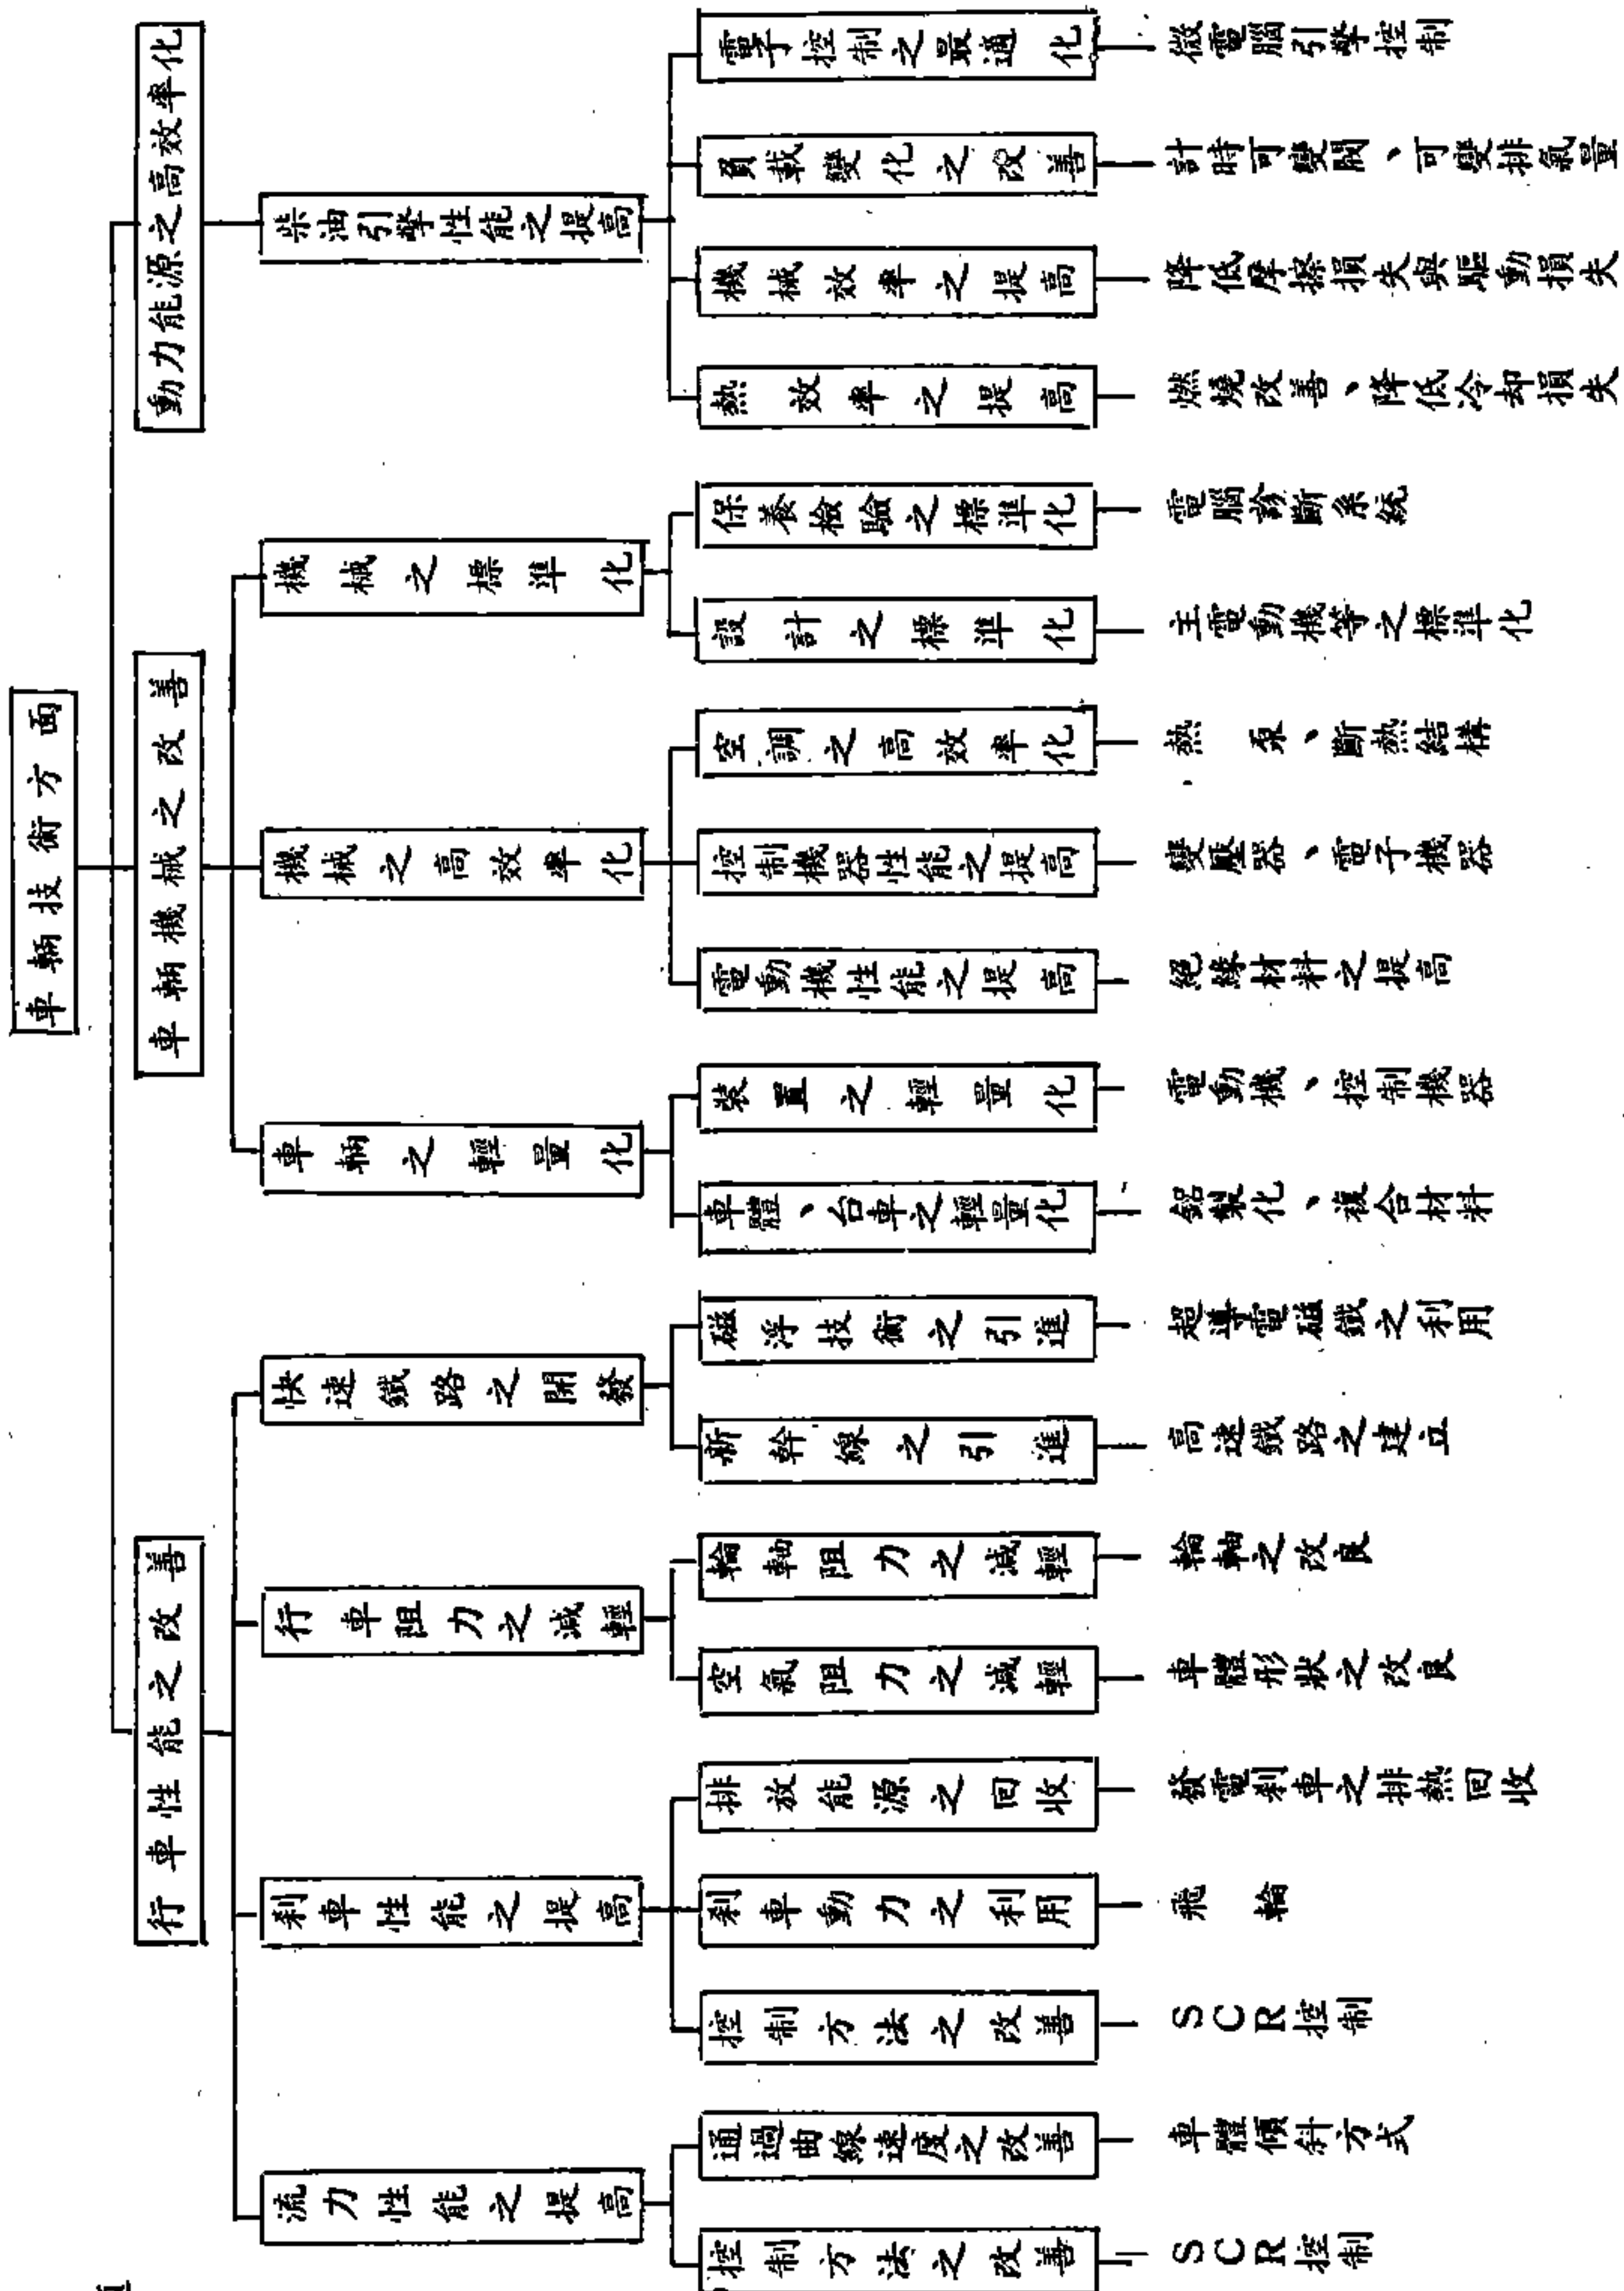 車輛技術方面
行車性能之改善
車輛機械之改善
動力能源之高效率化
流力性能之提高
剎車性能之提高
行車阻力之減輕
快速鐵路之開發
車輛之輕量化
機械之高效率化
機械之標準化
柴油引擎性能之提高
控制方法之改善
通過曲線速度之改善
控制方法之改善
剎車動力之利用
排放能源之回收
空氣阻力之減輕
輪軸阻力之減輕
新幹線之引進
磁浮技術之引進
車體、台車之輕量化
裝置之輕量化
電動機性能之提高
控制機器性能之提高
空調之高效率化
設計之標準化
保養檢驗之標準化
熱效率之提高
機械效率之提高
負載變化之改善
電子控制之最適化
SCR控制
車體傾斜方式
SCR控制
飛輪
發電剎車之排熱回收
車體形狀之改良
輪軸之改良
高速鐵路之建立
超導電磁鐵之利用
鋁製化、複合材料
電動機、控制機器
絕緣材料之提高
變壓器、電子機器
熱泵、斷熱結構
主電動機等之標準化
電腦診斷系統
燃燒改善、降低冷却損失
降低摩擦損失與驅動損失
計時可變閥、可變排氣量
微電腦引擎控制